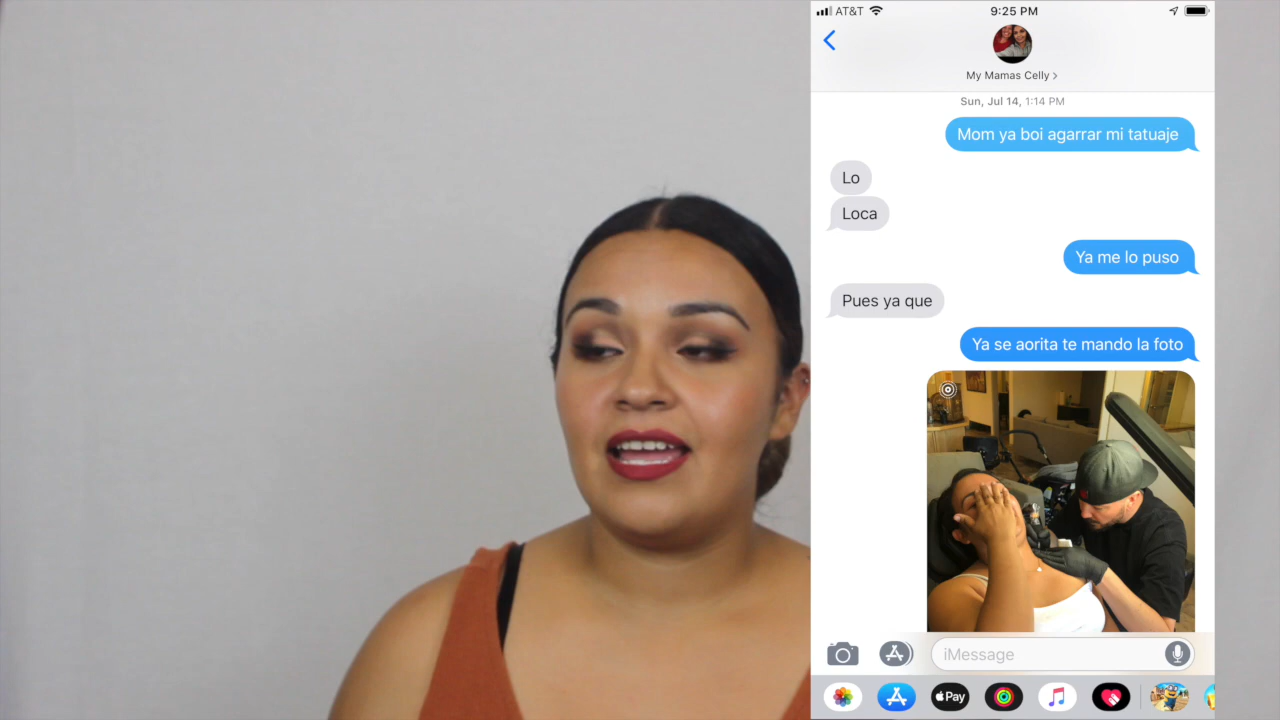 AT&T
9:25 PM
My Mamas Celly >
Sun, Jul 14, 1:14 PM
Mom ya boi agarrar mi tatuaje
Lo
Loca
Ya me lo puso
Pues ya que
Ya se aorita te mando la foto
iMessage
Pay